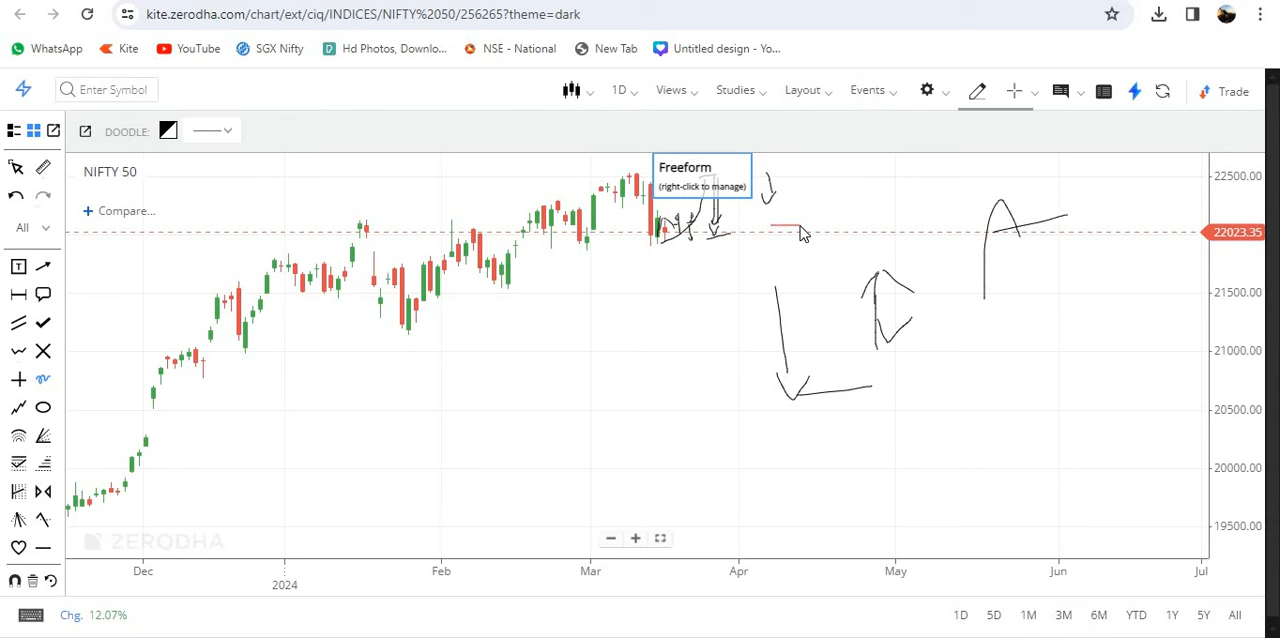 kite.zerodha.com/chart/ext/ciq/INDICES/NIFTY%2050/256265?theme=dark
WhatsApp Kite YouTube SGX Nifty Hd Photos, Downlo... NSE - National New Tab Untitled design - Yo...
Enter Symbol 1D Views Studies Layout Events Trade
DOODLE:
NIFTY 50
Compare...
All
T
Freeform
(right-click to manage)
22500.00
22023.35
21500.00
21000.00
20500.00
20000.00
19500.00
ZERODHA
Dec 2024 Feb Mar Apr May Jun Jul
Chg. 12.07% 1D 5D 1M 3M 6M YTD 1Y 5Y All